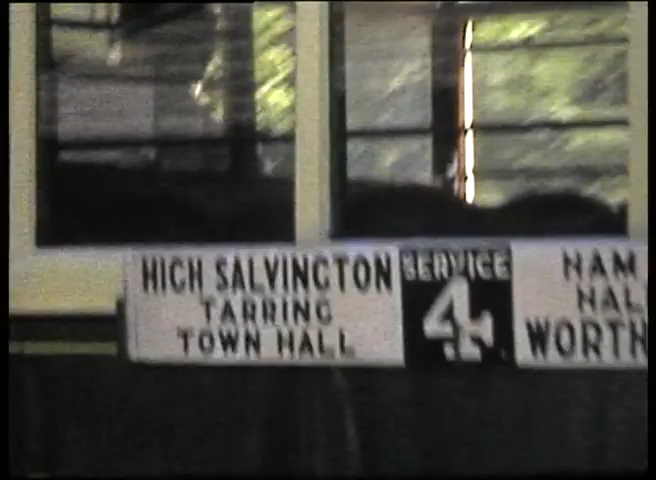 HIGH SALVINGTON
TARRING
TOWN HALL
SERVICE
4
HAM
HAL
WORTH